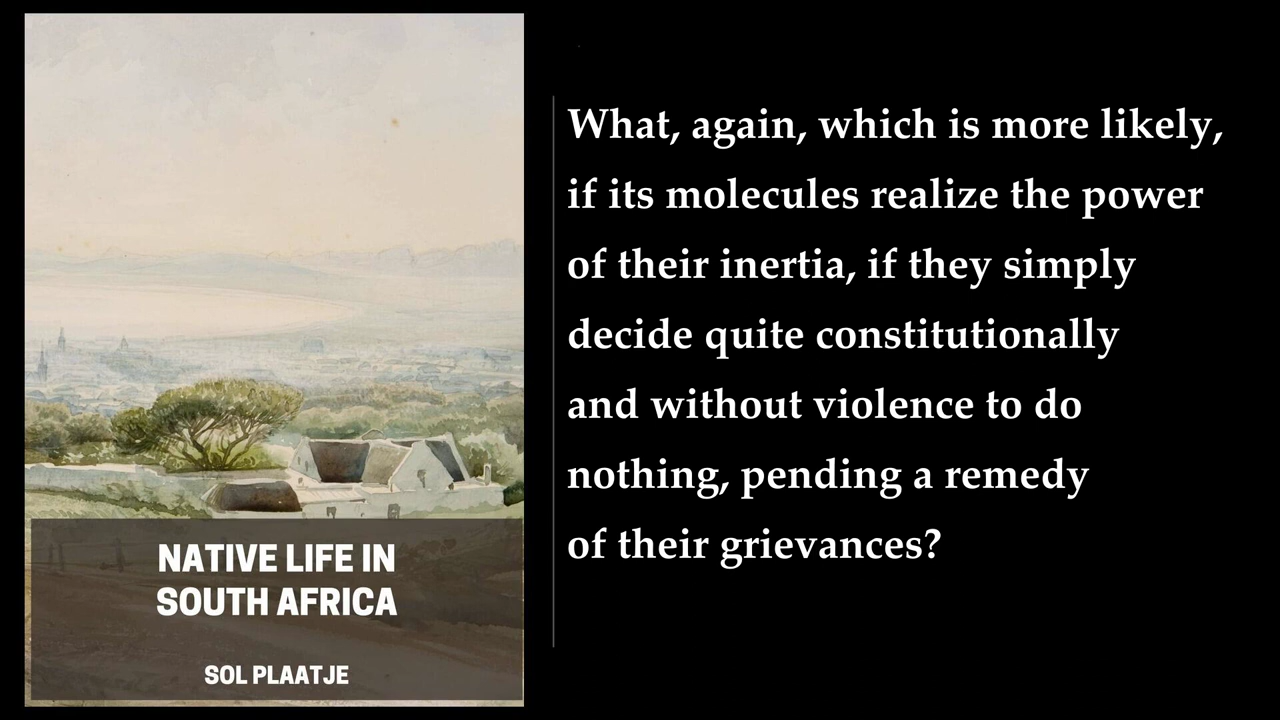 NATIVE LIFE IN
SOUTH AFRICA
SOL PLAATJE
What, again, which is more likely,
if its molecules realize the power
of their inertia, if they simply
decide quite constitutionally
and without violence to do
nothing, pending a remedy
of their grievances?